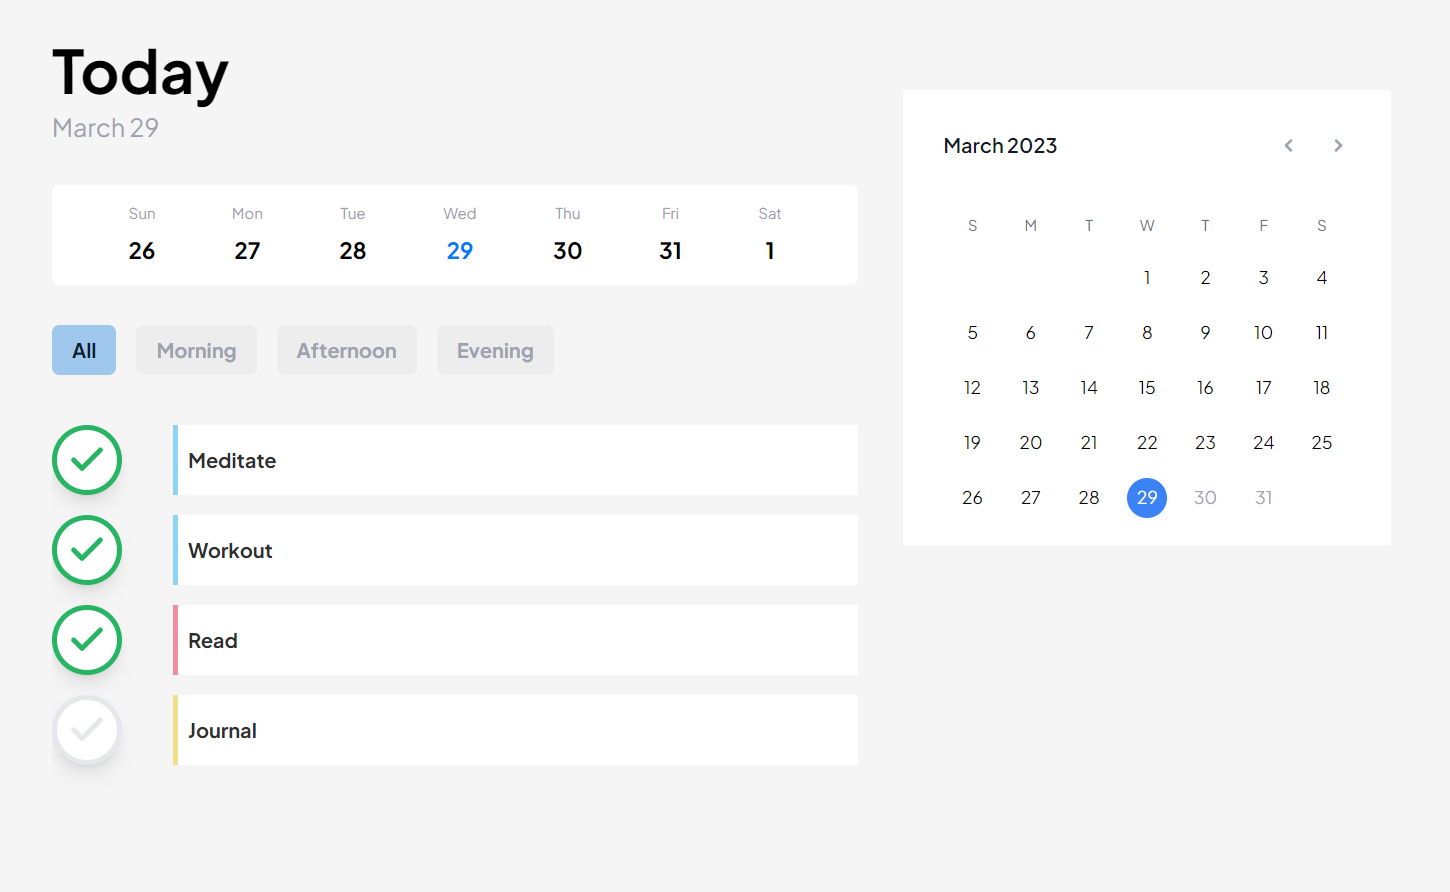 Today
March 29
Sun Mon Tue Wed Thu Fri Sat
26 27 28 29 30 31 1
All Morning Afternoon Evening
Meditate
Workout
Read
Journal
March 2023
S M T W T F S
1 2 3 4
5 6 7 8 9 10 11
12 13 14 15 16 17 18
19 20 21 22 23 24 25
26 27 28 29 30 31